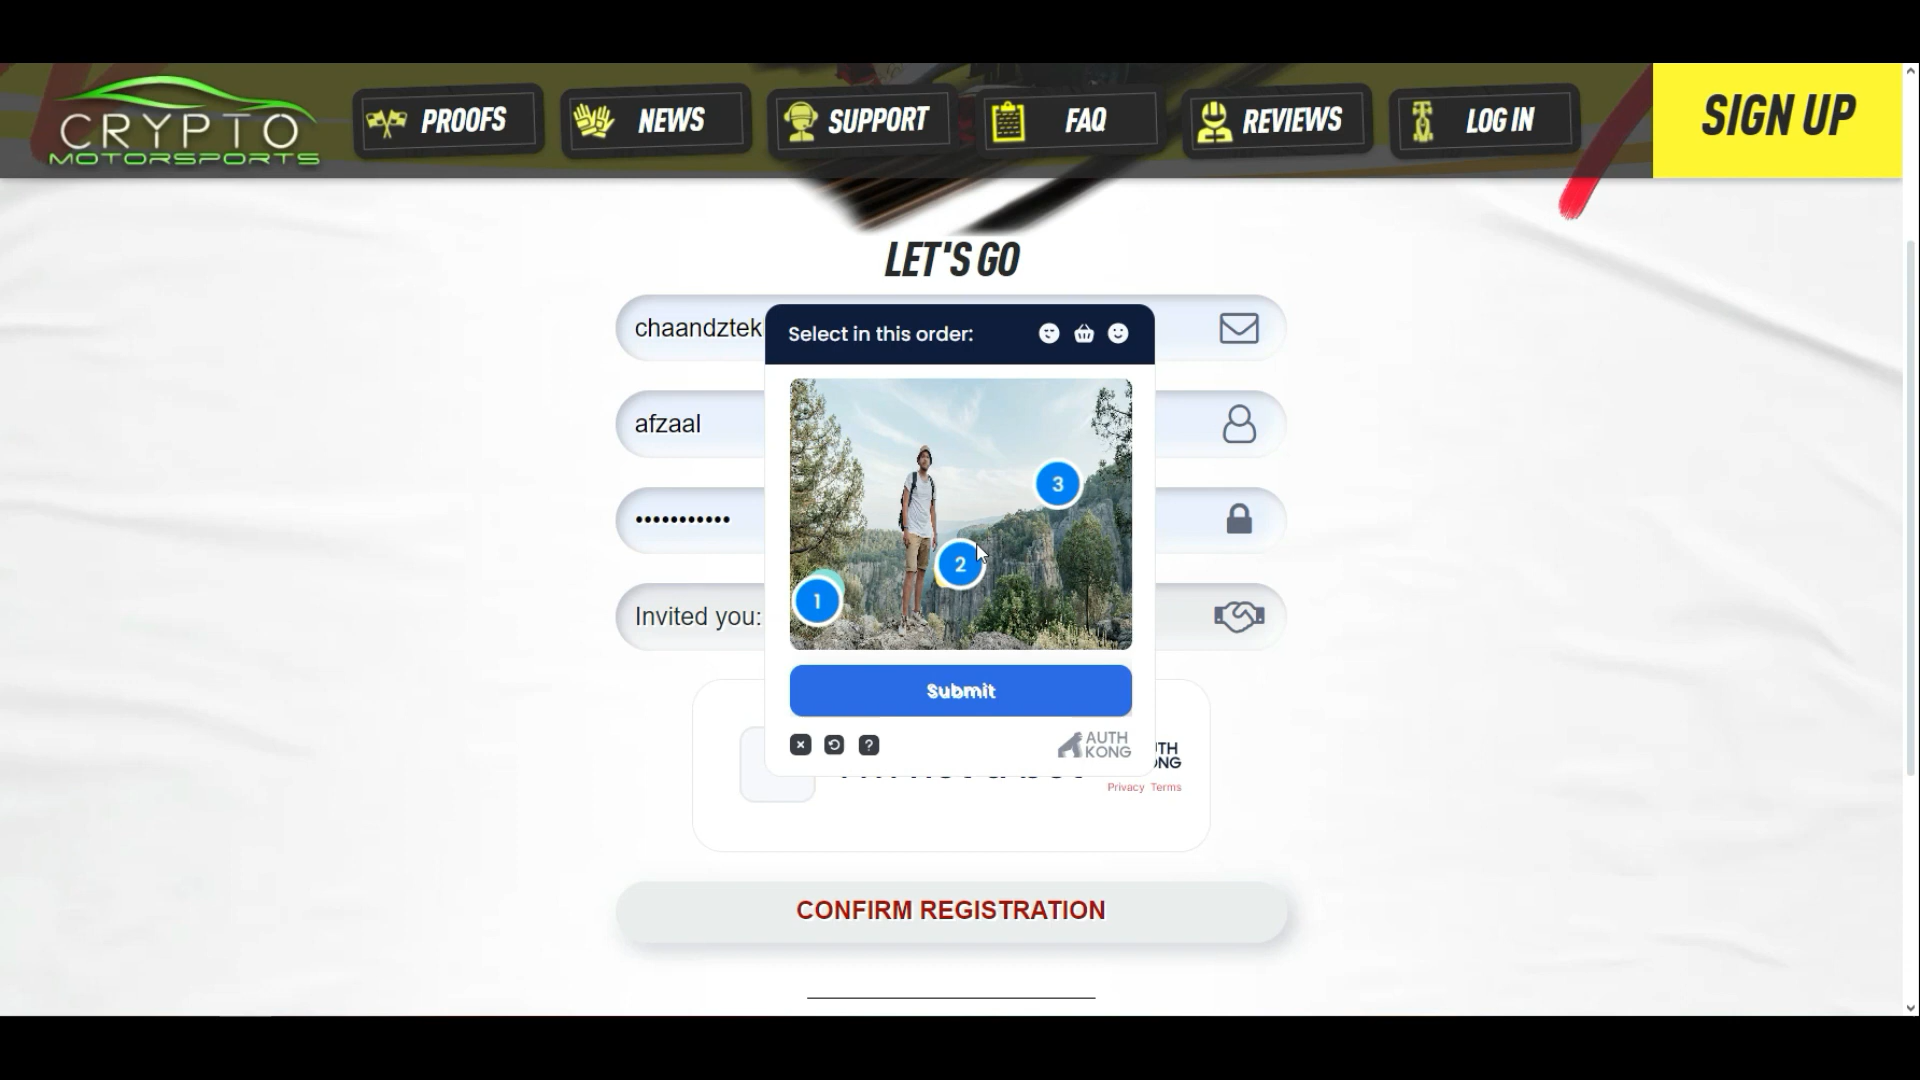 CRYPTO
MOTORSPORTS
PROOFS
NEWS
SUPPORT
FAQ
REVIEWS
LOG IN
SIGN UP
LET'S GO
chaandztek
Select in this order:
afzaal
3
2
1
Invited you:
Submit
AUTH
KONG
Privacy Terms
CONFIRM REGISTRATION